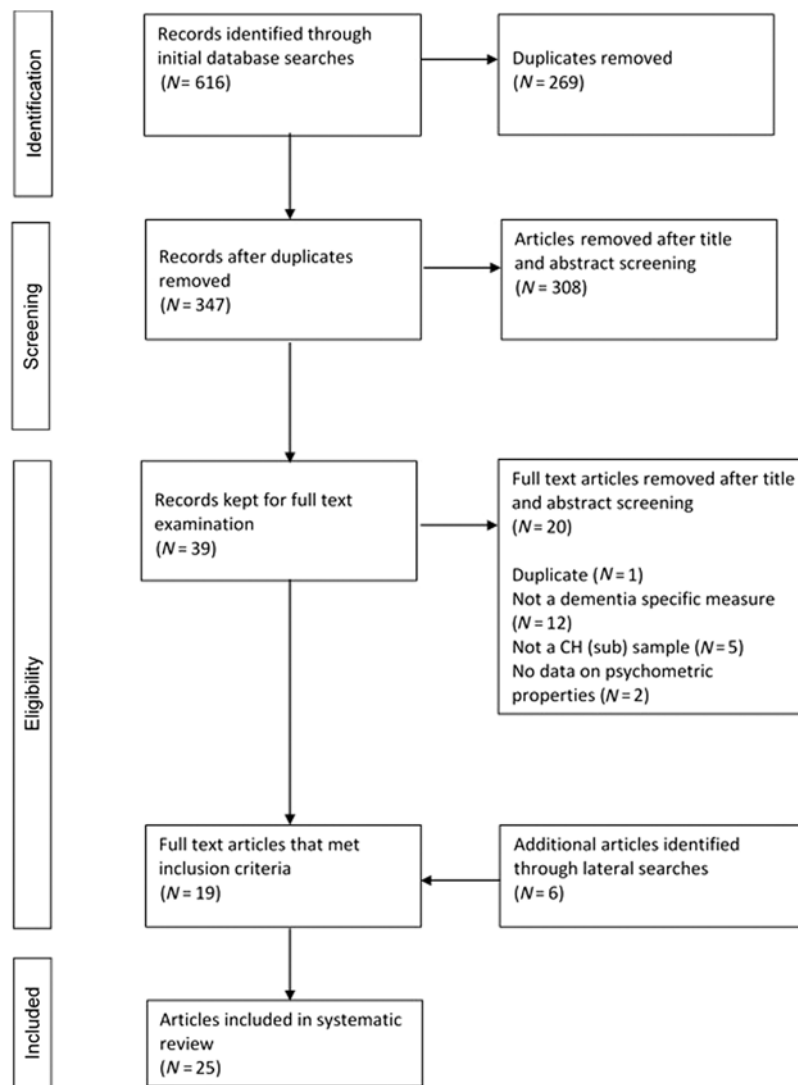 Identification
Records identified through
initial database searches
(N= 616)
Duplicates removed
(N = 269)
Screening
Records after duplicates
removed
(N = 347)
Articles removed after title
and abstract screening
(N = 308)
Eligibility
Records kept for full text
examination
(N = 39)
Full text articles removed after title
and abstract screening
(N = 20)
Duplicate (N = 1)
Not a dementia specific measure
(N = 12)
Not a CH (sub) sample (N = 5)
No data on psychometric
properties (N = 2)
Full text articles that met
inclusion criteria
(N = 19)
Additional articles identified
through lateral searches
(N = 6)
Included
Articles included in systematic
review
(N = 25)